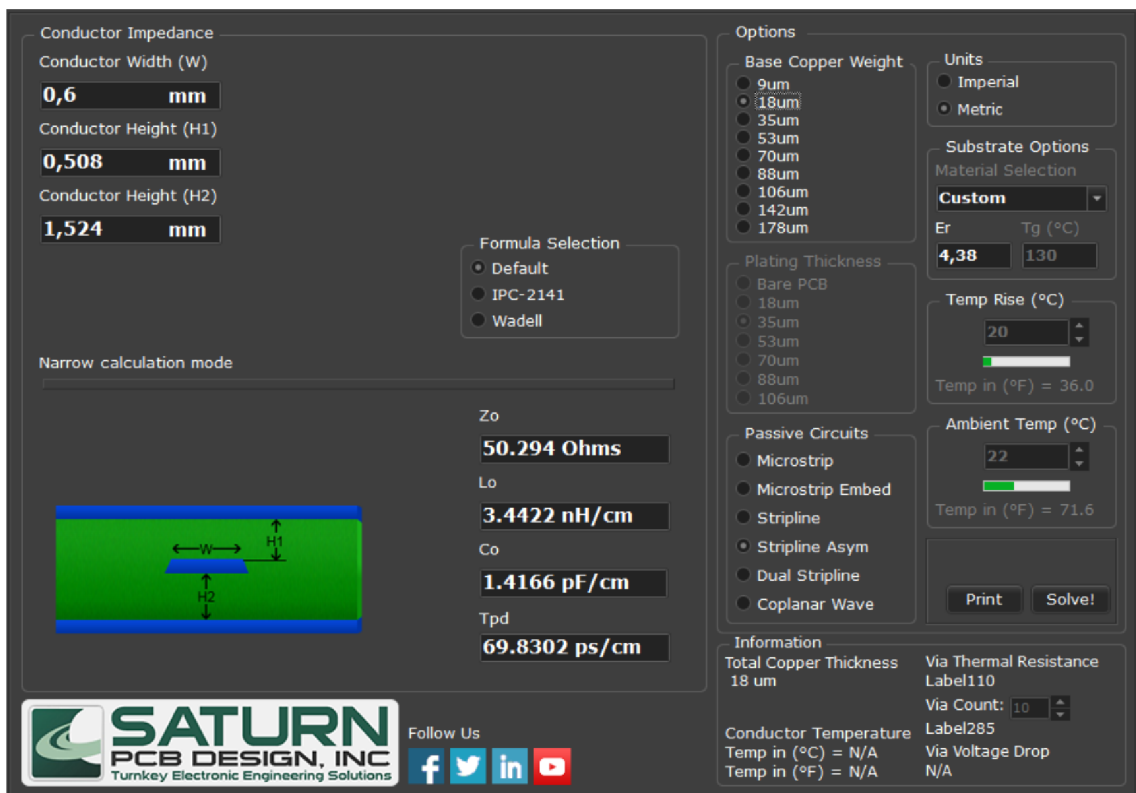 Conductor Impedance
Conductor Width (W)
0,6 mm
Conductor Height (H1)
0,508 mm
Conductor Height (H2)
1,524 mm
Formula Selection
Default
IPC-2141
Wadell
Narrow calculation mode
Zo
50.294 Ohms
Lo
3.4422 nH/cm
Co
1.4166 pF/cm
Tpd
69.8302 ps/cm
W
H1
H2
Options
Base Copper Weight
9um
18um
35um
53um
70um
88um
106um
142um
178um
Units
Imperial
Metric
Substrate Options
Material Selection
Custom
Er Tg (°C)
4,38 130
Plating Thickness
Bare PCB
18um
35um
53um
70um
88um
106um
Temp Rise (°C)
20
Temp in (°F) = 36.0
Passive Circuits
Microstrip
Microstrip Embed
Stripline
Stripline Asym
Dual Stripline
Coplanar Wave
Ambient Temp (°C)
22
Temp in (°F) = 71.6
Print Solve!
Information
Total Copper Thickness
18 um
Conductor Temperature
Temp in (°C) = N/A
Temp in (°F) = N/A
Via Thermal Resistance
Label110
Via Count: 10
Label285
Via Voltage Drop
N/A
SATURN
PCB DESIGN, INC
Turnkey Electronic Engineering Solutions
Follow Us
f
in